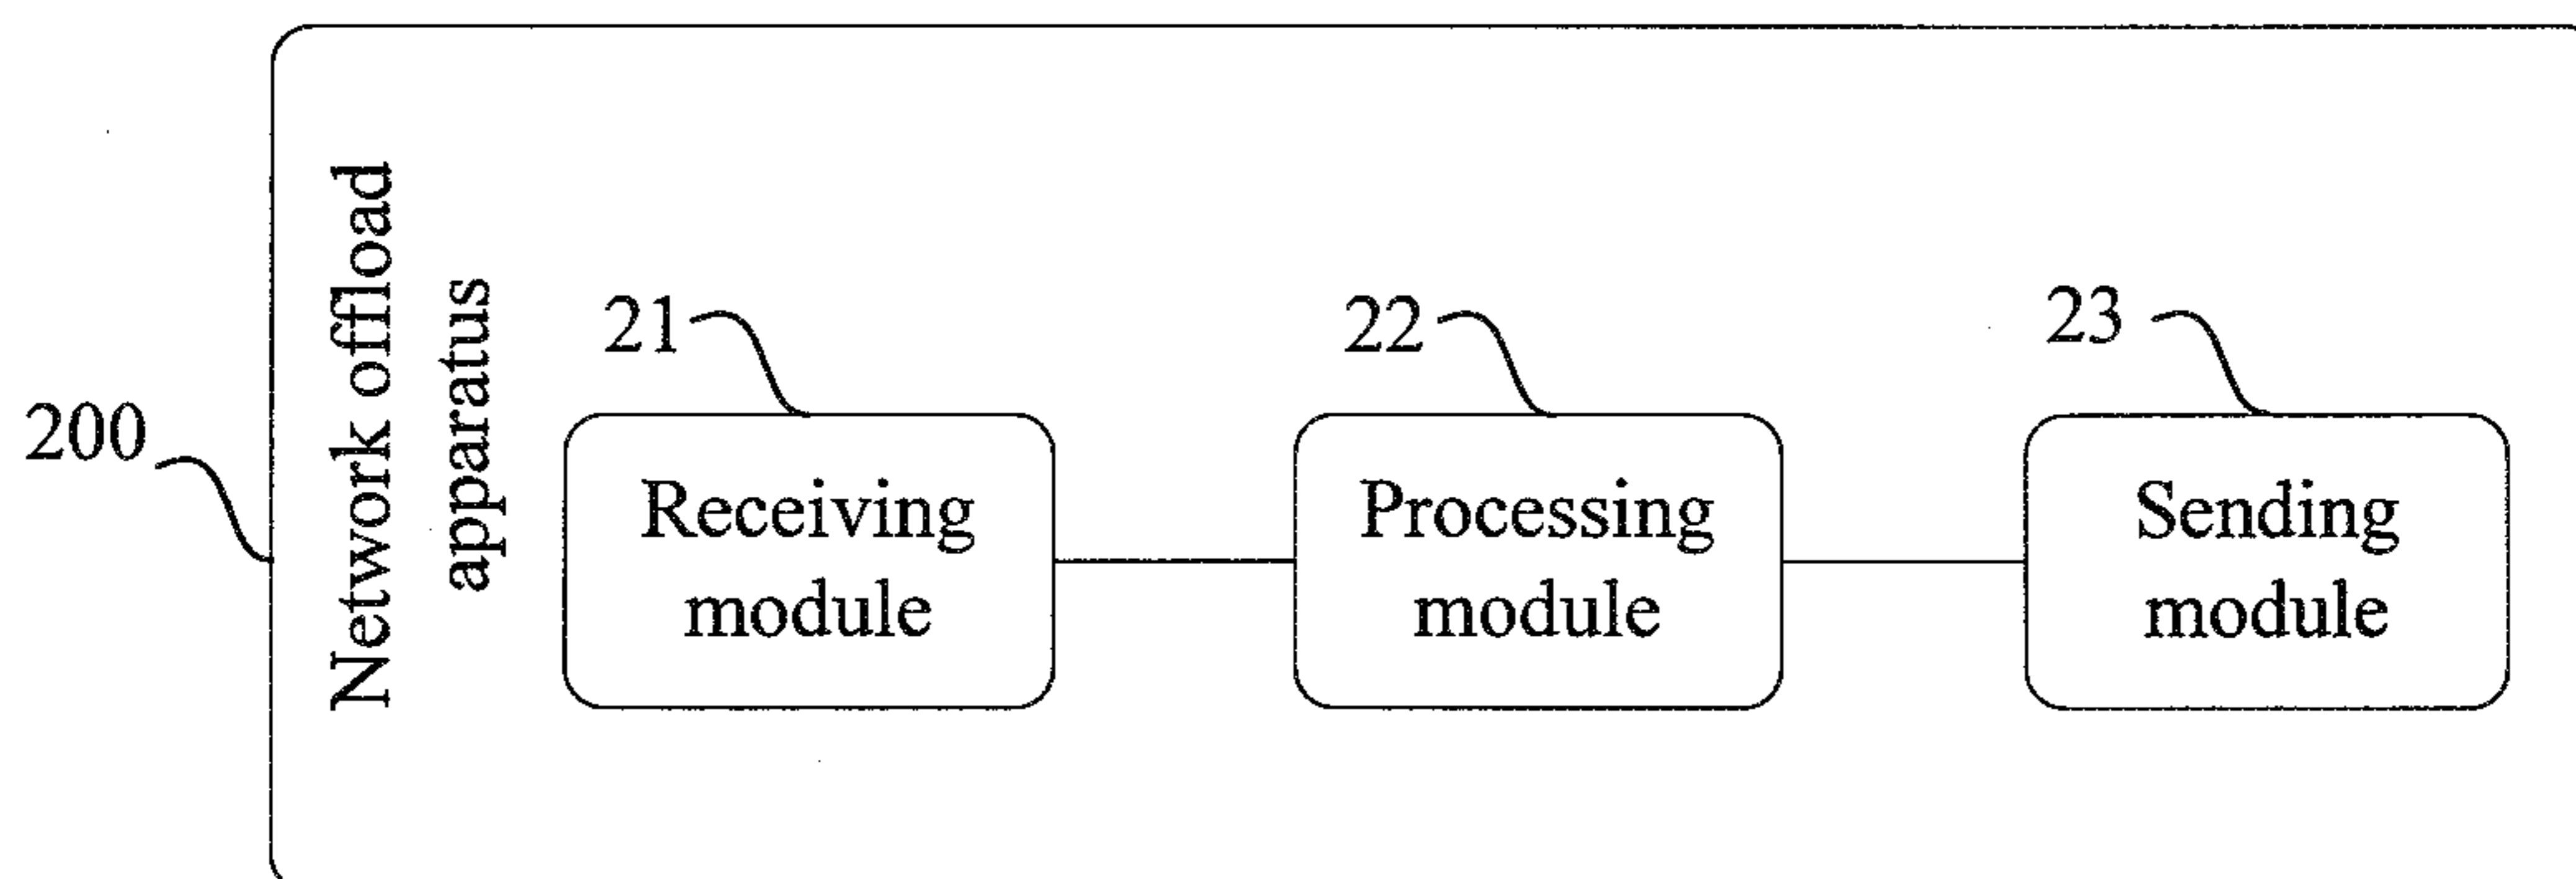 200
Network offload
apparatus
21
Receiving
module
22
Processing
module
23
Sending
module